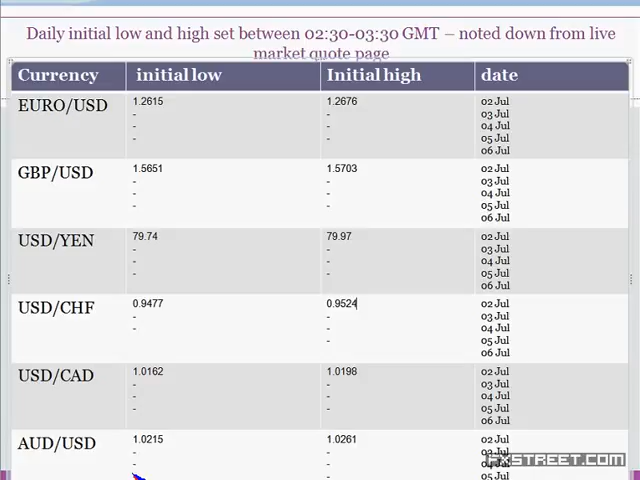 Daily initial low and high set between 02:30-03:30 GMT – noted down from live
market quote page
Currency initial low Initial high date
EURO/USD 1.2615 1.2676 02 Jul
- - 03 Jul
- - 04 Jul
- - 05 Jul
06 Jul
GBP/USD 1.5651 1.5703 02 Jul
- - 03 Jul
- - 04 Jul
- - 05 Jul
06 Jul
USD/YEN 79.74 79.97 02 Jul
- - 03 Jul
- - 04 Jul
- - 05 Jul
06 Jul
USD/CHF 0.9477 0.9524 02 Jul
- - 03 Jul
- - 04 Jul
- 05 Jul
06 Jul
USD/CAD 1.0162 1.0198 02 Jul
- - 03 Jul
- - 04 Jul
- - 05 Jul
06 Jul
AUD/USD 1.0215 1.0261 02 Jul
- - 03 Jul
- - 04 Jul
- 05 Jul
FXSTREET.COM